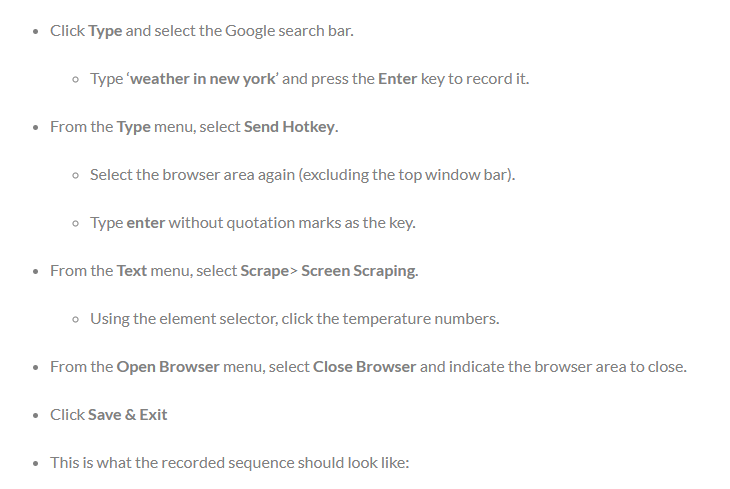 Click Type and select the Google search bar.
Type ‘weather in new york’ and press the Enter key to record it.
From the Type menu, select Send Hotkey.
Select the browser area again (excluding the top window bar).
Type enter without quotation marks as the key.
From the Text menu, select Scrape> Screen Scraping.
Using the element selector, click the temperature numbers.
From the Open Browser menu, select Close Browser and indicate the browser area to close.
Click Save & Exit
This is what the recorded sequence should look like: